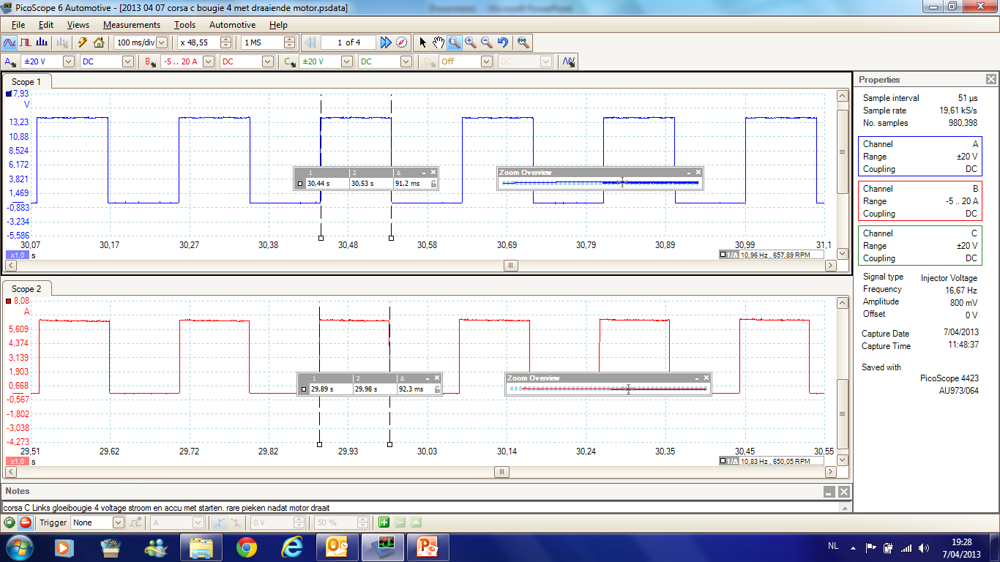 PicoScope 6 Automotive - [2013 04 07 corsa c bougie 4 met draaiende motor.psdata]
File Edit Views Measurements Tools Automotive Help
100 ms/div x 48,55 1 MS 1 of 4
A ±20 V DC B -5 .. 20 A DC C ±20 V DC D Off DC
Scope 1
17,93
V
13,23
10,88
8,524
6,172
3,821
1,469
-0,883
-3,234
-5,586
1 2 Δ
30,44 s 30,53 s 91,2 ms
Zoom Overview
30,07 30,17 30,27 30,38 30,48 30,58 30,69 30,79 30,89 30,99 31,1
x1,0 s
1/Δ 10,96 Hz , 657,89 RPM
Scope 2
8,08
A
5,609
4,374
3,139
1,903
0,668
-0,567
-1,802
-3,038
-4,273
1 2 Δ
29,89 s 29,98 s 92,3 ms
Zoom Overview
29,51 29,62 29,72 29,82 29,93 30,03 30,14 30,24 30,35 30,45 30,55
x1,0 s
1/Δ 10,83 Hz , 650,05 RPM
Properties
Sample interval 51 µs
Sample rate 19,61 kS/s
No. samples 980,398
Channel A
Range ±20 V
Coupling DC
Channel B
Range -5 .. 20 A
Coupling DC
Channel C
Range ±20 V
Coupling DC
Signal type Injector Voltage
Frequency 16,67 Hz
Amplitude 800 mV
Offset 0 V
Capture Date 7/04/2013
Capture Time 11:48:37
Saved with
PicoScope 4423
AU973/064
Notes
corsa C Links gloeibougie 4 voltage stroom en accu met starten. rare pieken nadat motor draait
Trigger None A 0 V 50 %
NL 19:28
7/04/2013